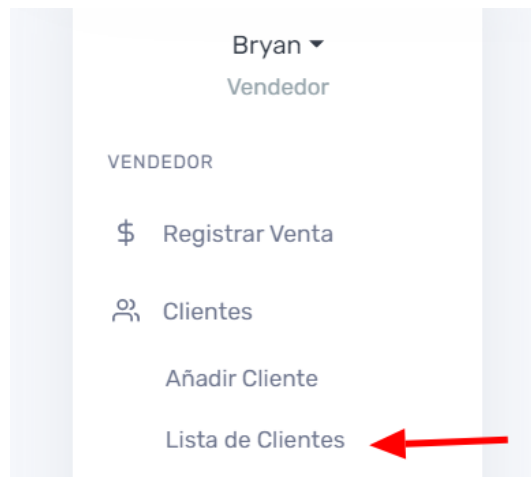 Bryan
Vendedor
VENDEDOR
$ Registrar Venta
Clientes
Añadir Cliente
Lista de Clientes